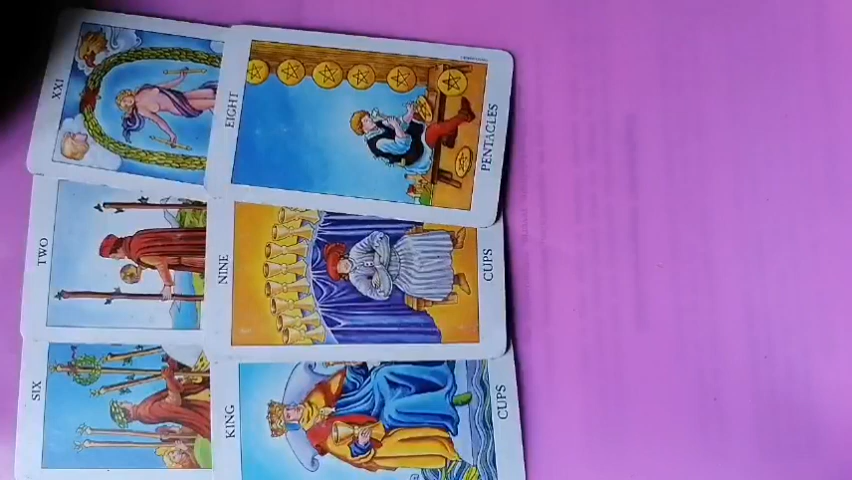 XXI
EIGHT
PENTACLES
TWO
NINE
CUPS
SIX
KING
CUPS